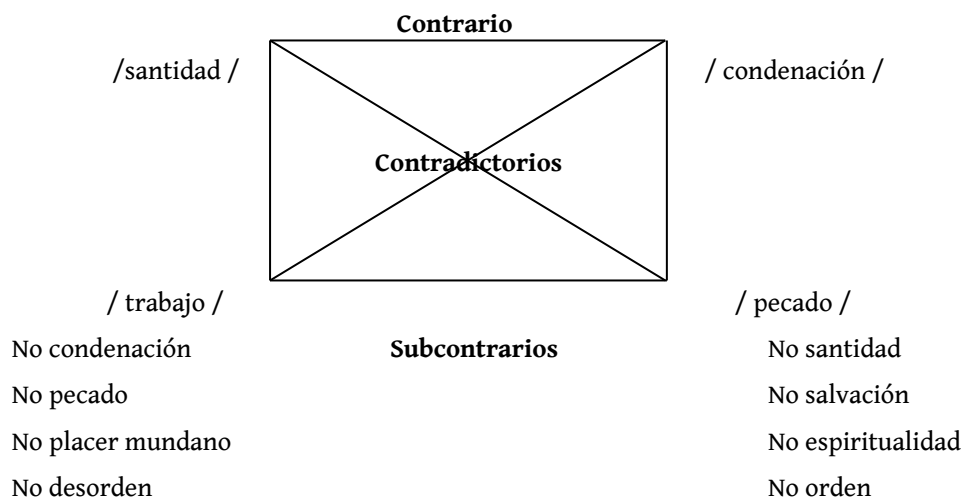 Contrario
/santidad /
/ condenación /
Contradictorios
/ trabajo /
/ pecado /
No condenación
Subcontrarios
No santidad
No pecado
No salvación
No placer mundano
No espiritualidad
No desorden
No orden